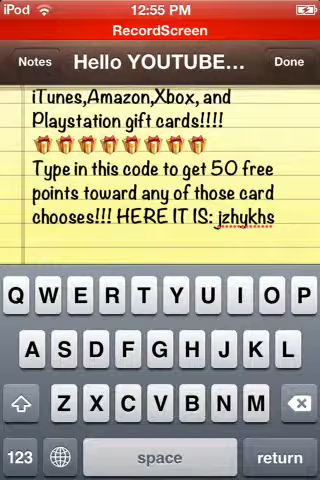 iPod 12:55 PM
RecordScreen
Notes Hello YOUTUBE... Done
iTunes,Amazon,Xbox, and
Playstation gift cards!!!!
🎁🎁🎁🎁🎁🎁🎁🎁
Type in this code to get 50 free
points toward any of those card
chooses!!! HERE IT IS: jzhykhs
Q W E R T Y U I O P
A S D F G H J K L
Z X C V B N M
123 space return